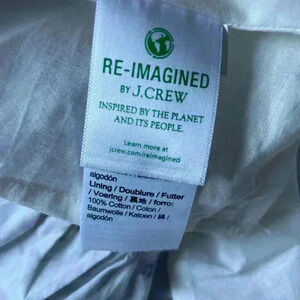 RE-IMAGINED
BY J.CREW
INSPIRED BY THE PLANET
AND ITS PEOPLE.
Learn more at
jcrew.com/reimagined
algodón
Lining / Doublure / Futter
/ Voering / 裏地 / forro:
100% Cotton / Coton /
Baumwolle / Katoen / 綿 /
algodón